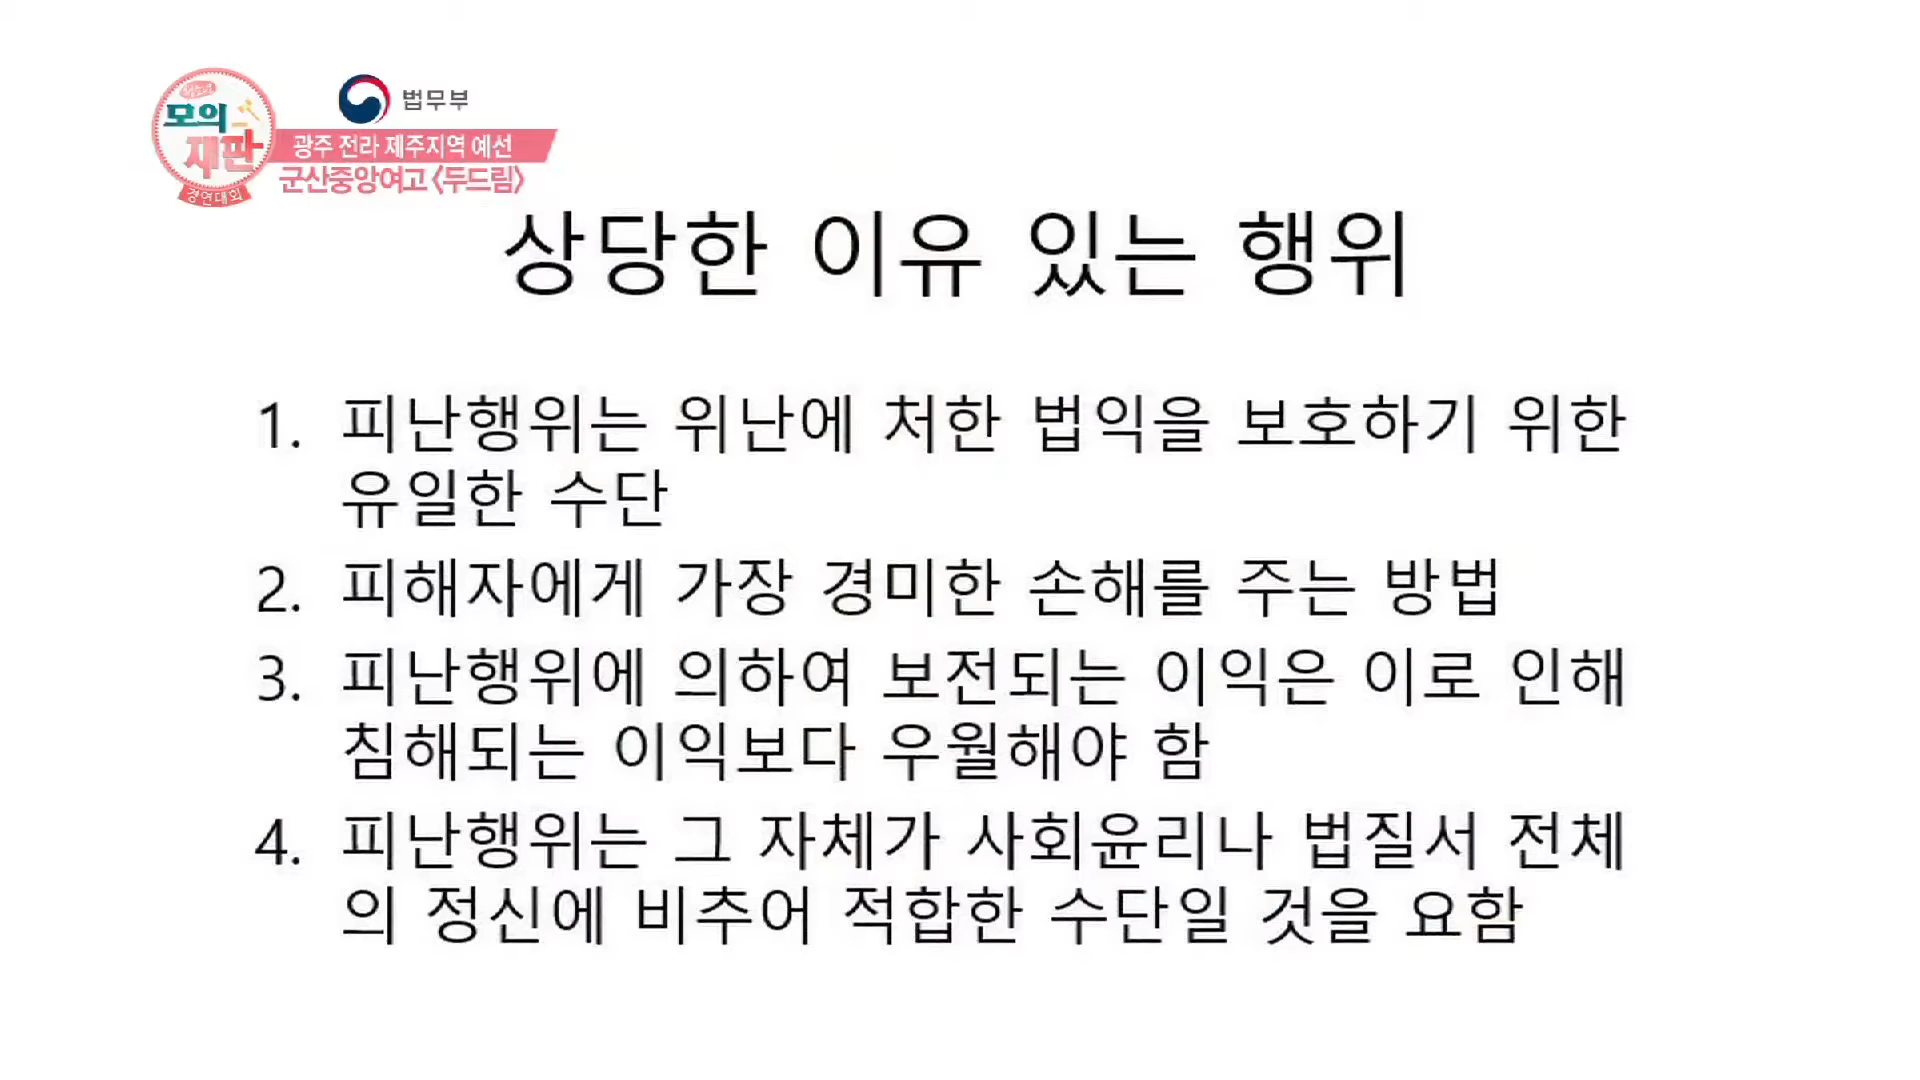 청소년
모의
재판
경연대회
법무부
광주 전라 제주지역 예선
군산중앙여고 <두드림>
상당한 이유 있는 행위
1. 피난행위는 위난에 처한 법익을 보호하기 위한
유일한 수단
2. 피해자에게 가장 경미한 손해를 주는 방법
3. 피난행위에 의하여 보전되는 이익은 이로 인해
침해되는 이익보다 우월해야 함
4. 피난행위는 그 자체가 사회윤리나 법질서 전체
의 정신에 비추어 적합한 수단일 것을 요함